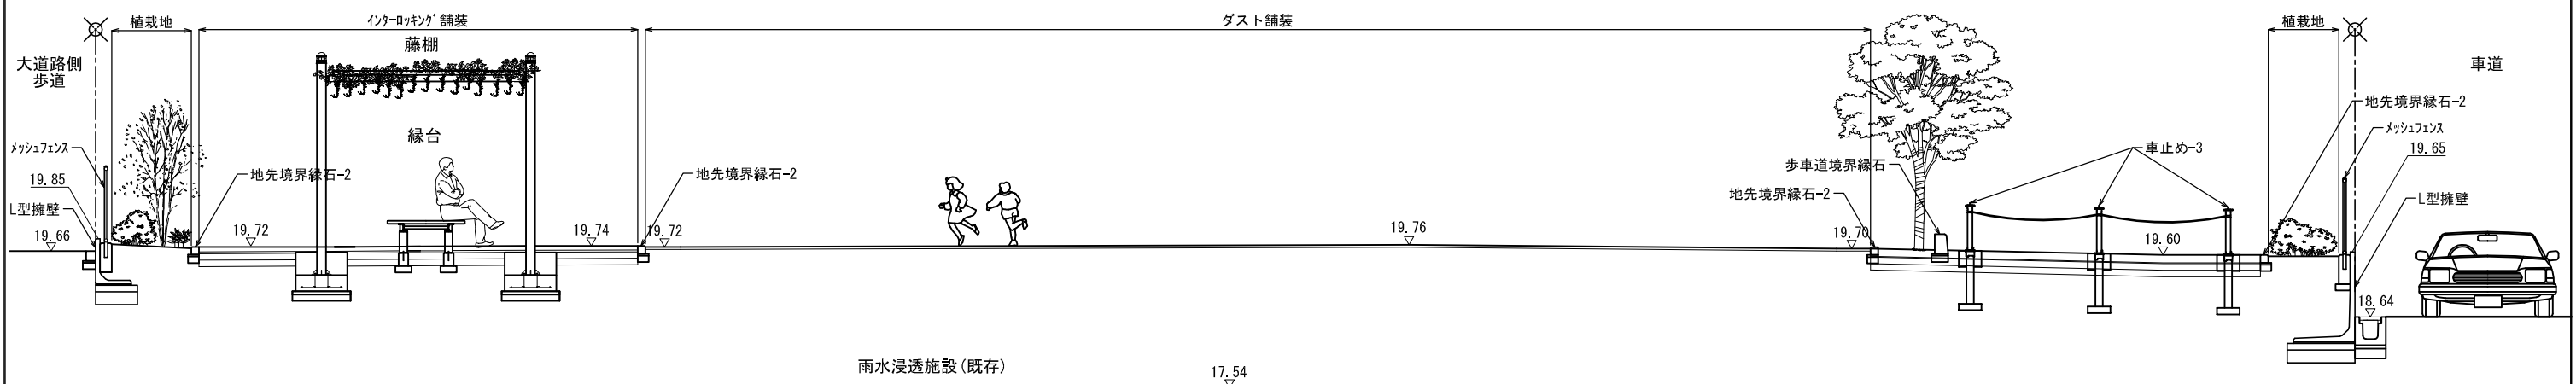 植栽地
インターロッキング舗装
ダスト舗装
植栽地
藤棚
大道路側
歩道
車道
地先境界縁石-2
メッシュフェンス
縁台
メッシュフェンス
車止め-3
19.65
歩車道境界縁石
地先境界縁石-2
地先境界縁石-2
19.85
地先境界縁石-2
L型擁壁
L型擁壁
19.66
19.72
19.74
19.72
19.76
19.70
19.60
18.64
雨水浸透施設(既存)
17.54